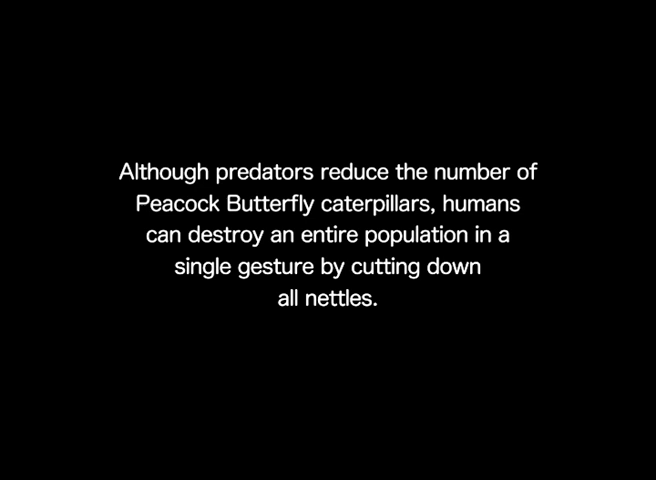 Although predators reduce the number of
Peacock Butterfly caterpillars, humans
can destroy an entire population in a
single gesture by cutting down
all nettles.